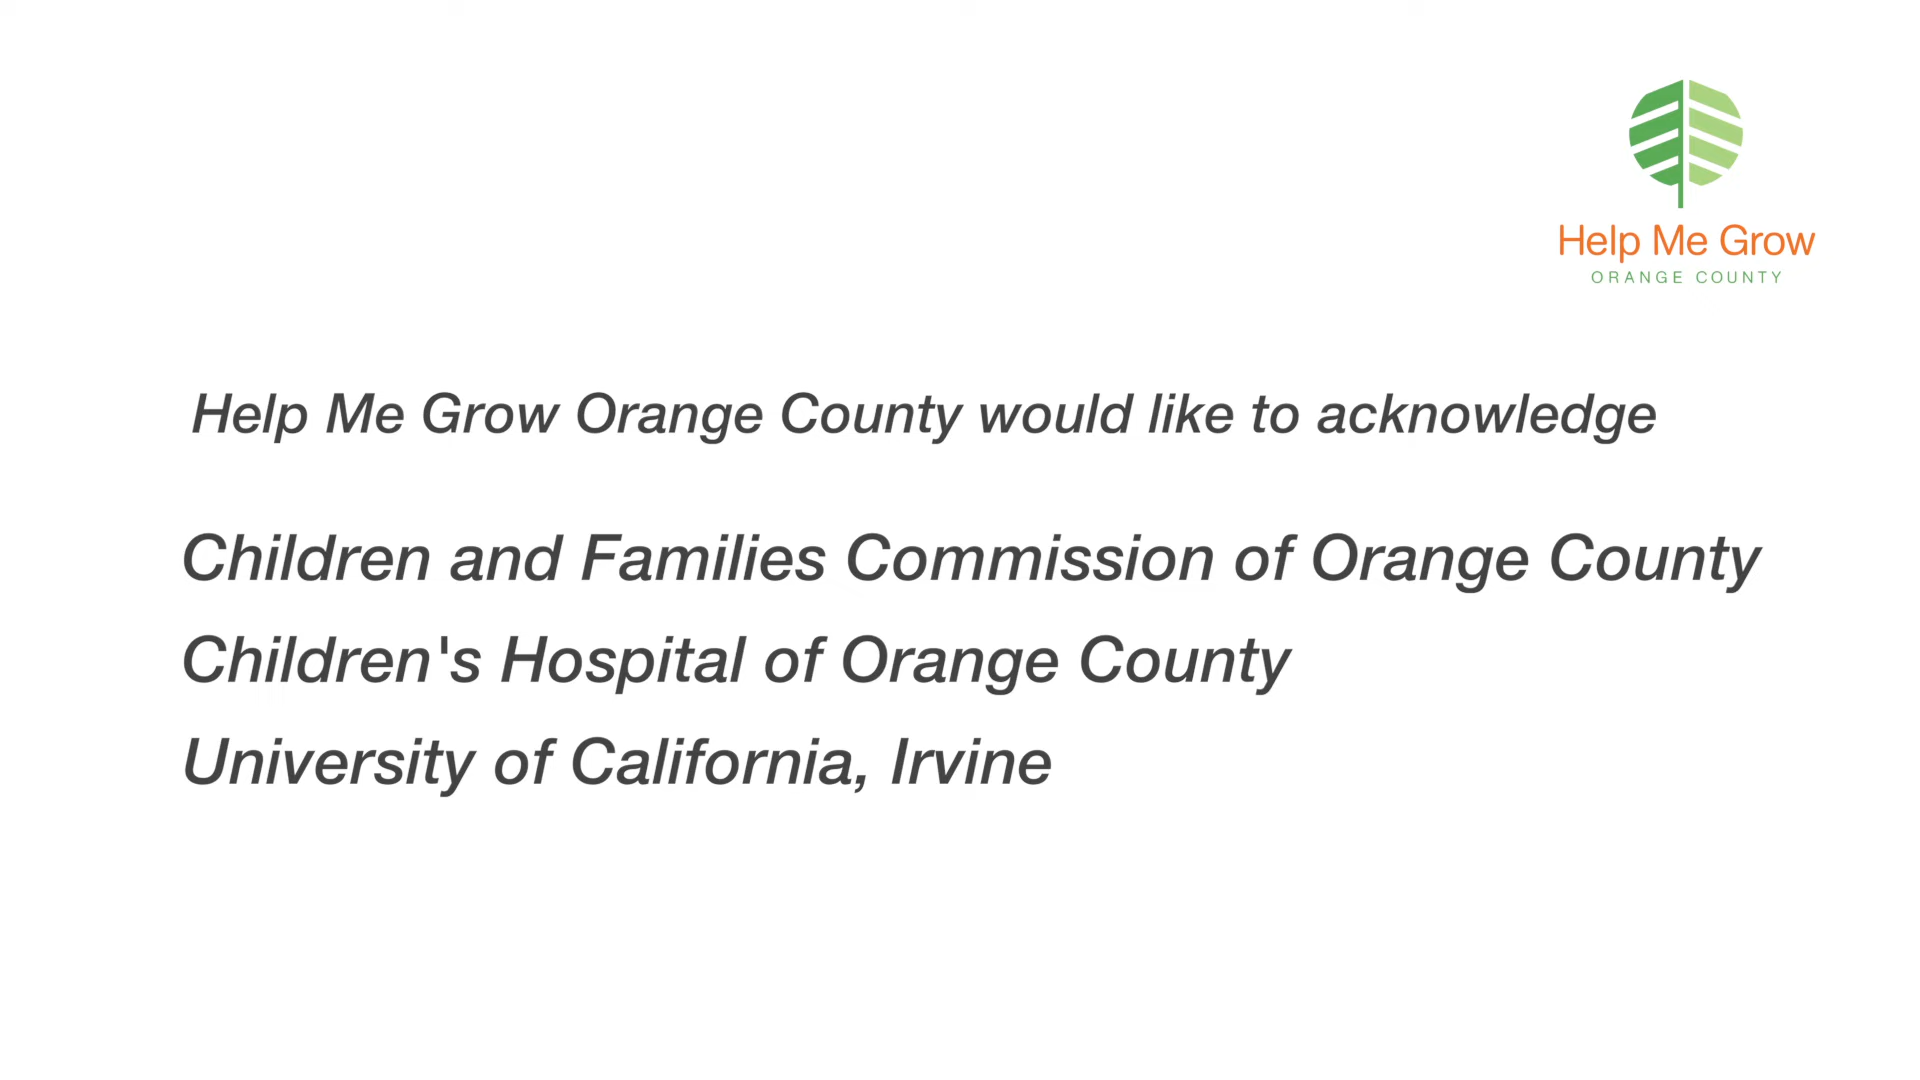 Help Me Grow
ORANGE COUNTY
Help Me Grow Orange County would like to acknowledge
Children and Families Commission of Orange County
Children's Hospital of Orange County
University of California, Irvine